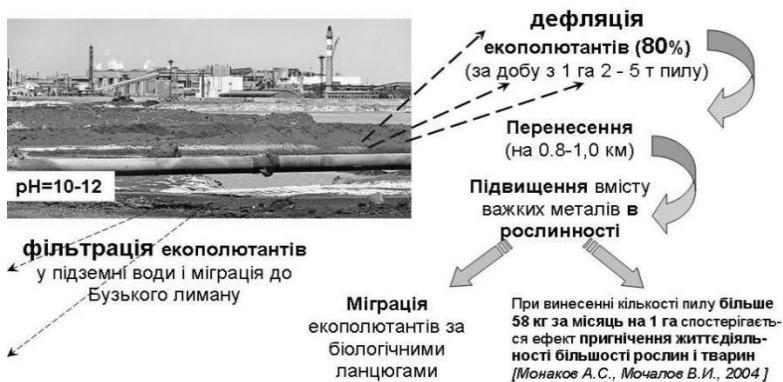 дефляція
екополютантів (80%)
(за добу з 1 га 2 - 5 т пилу)
Перенесення
(на 0.8-1,0 км)
Підвищення вмісту
важких металів в
рослинності
pH=10-12
фільтрація екополютантів
у підземні води і міграція до
Бузького лиману
Міграція
екополютантів за
біологічними
ланцюгами
При винесенні кількості пилу більше
58 кг за місяць на 1 га спостерігаєть-
ся ефект пригнічення життєдіяль-
ності більшості рослин і тварин
[Монаков А.С., Мочалов В.И., 2004 ]